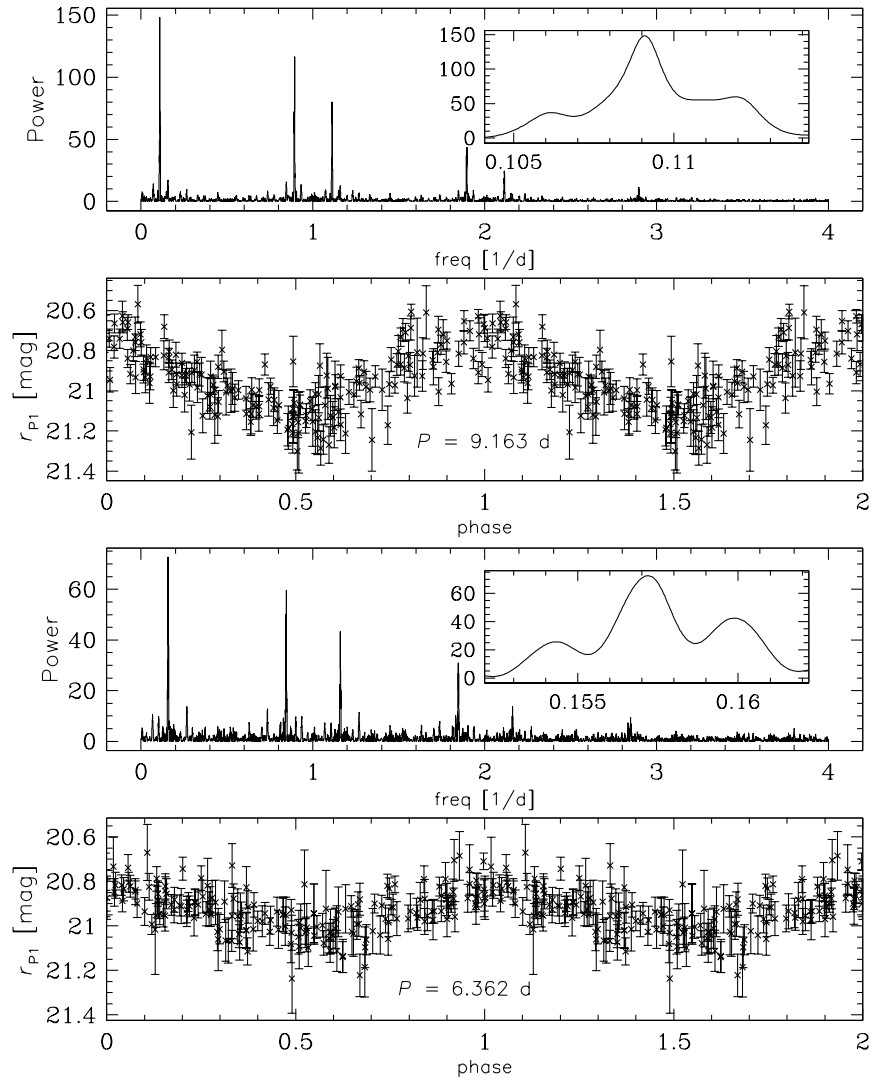 150
100
50
0
Power
150
100
50
0
0.105 0.11
0 1 2 3 4
freq [1/d]
20.6
20.8
21
21.2
21.4
r_P1 [mag]
P = 9.163 d
0 0.5 1 1.5 2
phase
60
40
20
0
Power
60
40
20
0
0.155 0.16
0 1 2 3 4
freq [1/d]
20.6
20.8
21
21.2
21.4
r_P1 [mag]
P = 6.362 d
0 0.5 1 1.5 2
phase